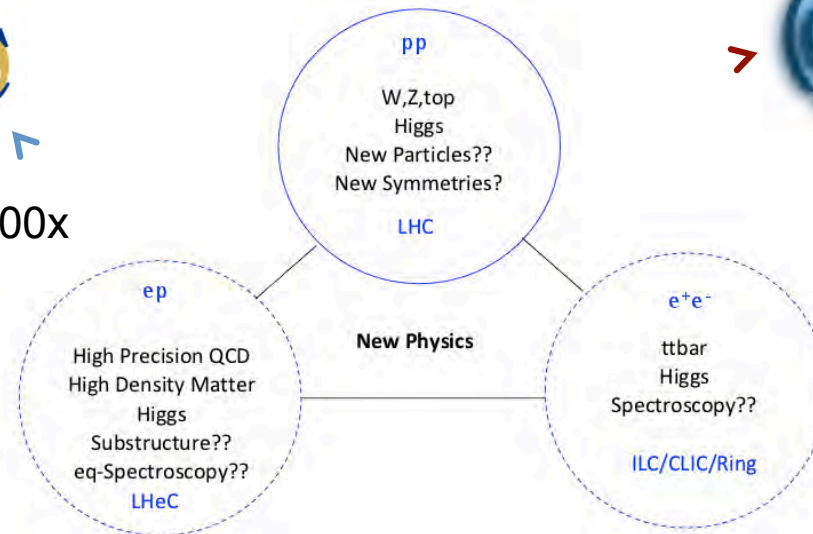 pp
W,Z,top
Higgs
New Particles??
New Symmetries?
LHC
00x
ep
High Precision QCD
High Density Matter
Higgs
Substructure??
eq-Spectroscopy??
LHeC
New Physics
e⁺e⁻
ttbar
Higgs
Spectroscopy??
ILC/CLIC/Ring